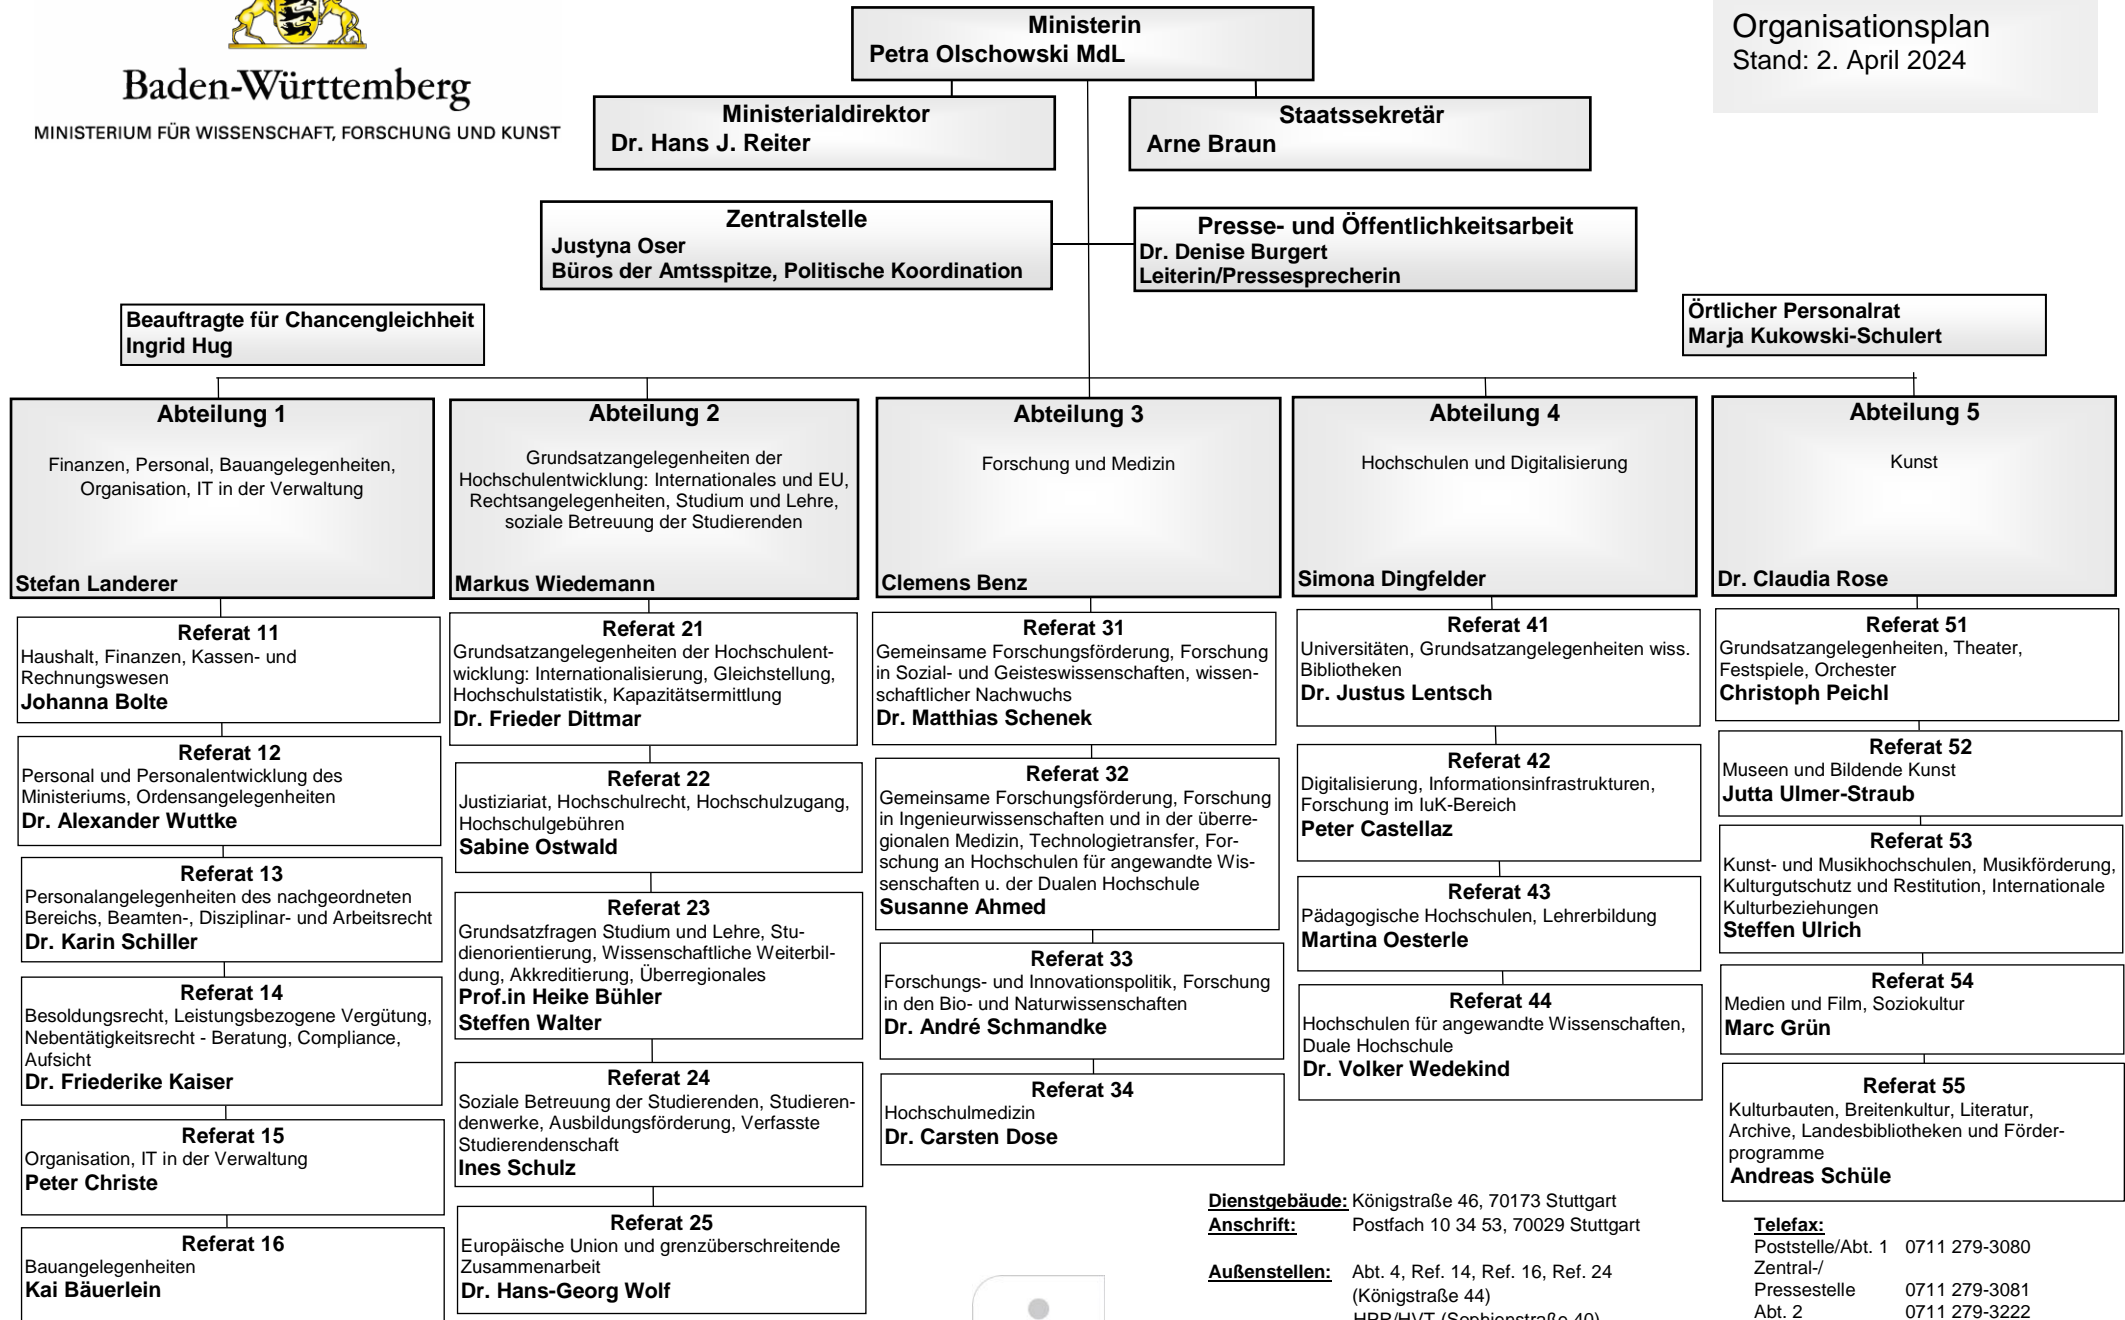 Baden-Württemberg
MINISTERIUM FÜR WISSENSCHAFT, FORSCHUNG UND KUNST
Ministerin
Petra Olschowski MdL
Organisationsplan
Stand: 2. April 2024
Ministerialdirektor
Dr. Hans J. Reiter
Staatssekretär
Arne Braun
Zentralstelle
Justyna Oser
Büros der Amtsspitze, Politische Koordination
Presse- und Öffentlichkeitsarbeit
Dr. Denise Burgert
Leiterin/Pressesprecherin
Beauftragte für Chancengleichheit
Ingrid Hug
Örtlicher Personalrat
Marja Kukowski-Schulert
Abteilung 1
Finanzen, Personal, Bauangelegenheiten,
Organisation, IT in der Verwaltung
Stefan Landerer
Referat 11
Haushalt, Finanzen, Kassen- und
Rechnungswesen
Johanna Bolte
Referat 12
Personal und Personalentwicklung des
Ministeriums, Ordensangelegenheiten
Dr. Alexander Wuttke
Referat 13
Personalangelegenheiten des nachgeordneten
Bereichs, Beamten-, Disziplinar- und Arbeitsrecht
Dr. Karin Schiller
Referat 14
Besoldungsrecht, Leistungsbezogene Vergütung,
Nebentätigkeitsrecht - Beratung, Compliance,
Aufsicht
Dr. Friederike Kaiser
Referat 15
Organisation, IT in der Verwaltung
Peter Christe
Referat 16
Bauangelegenheiten
Kai Bäuerlein
Abteilung 2
Grundsatzangelegenheiten der
Hochschulentwicklung: Internationales und EU,
Rechtsangelegenheiten, Studium und Lehre,
soziale Betreuung der Studierenden
Markus Wiedemann
Referat 21
Grundsatzangelegenheiten der Hochschulent-
wicklung: Internationalisierung, Gleichstellung,
Hochschulstatistik, Kapazitätsermittlung
Dr. Frieder Dittmar
Referat 22
Justiziariat, Hochschulrecht, Hochschulzugang,
Hochschulgebühren
Sabine Ostwald
Referat 23
Grundsatzfragen Studium und Lehre, Stu-
dienorientierung, Wissenschaftliche Weiterbil-
dung, Akkreditierung, Überregionales
Prof.in Heike Bühler
Steffen Walter
Referat 24
Soziale Betreuung der Studierenden, Studieren-
denwerke, Ausbildungsförderung, Verfasste
Studierendenschaft
Ines Schulz
Referat 25
Europäische Union und grenzüberschreitende
Zusammenarbeit
Dr. Hans-Georg Wolf
Abteilung 3
Forschung und Medizin
Clemens Benz
Referat 31
Gemeinsame Forschungsförderung, Forschung
in Sozial- und Geisteswissenschaften, wissen-
schaftlicher Nachwuchs
Dr. Matthias Schenek
Referat 32
Gemeinsame Forschungsförderung, Forschung
in Ingenieurwissenschaften und in der überre-
gionalen Medizin, Technologietransfer, For-
schung an Hochschulen für angewandte Wis-
senschaften u. der Dualen Hochschule
Susanne Ahmed
Referat 33
Forschungs- und Innovationspolitik, Forschung
in den Bio- und Naturwissenschaften
Dr. André Schmandke
Referat 34
Hochschulmedizin
Dr. Carsten Dose
Abteilung 4
Hochschulen und Digitalisierung
Simona Dingfelder
Referat 41
Universitäten, Grundsatzangelegenheiten wiss.
Bibliotheken
Dr. Justus Lentsch
Referat 42
Digitalisierung, Informationsinfrastrukturen,
Forschung im IuK-Bereich
Peter Castellaz
Referat 43
Pädagogische Hochschulen, Lehrerbildung
Martina Oesterle
Referat 44
Hochschulen für angewandte Wissenschaften,
Duale Hochschule
Dr. Volker Wedekind
Abteilung 5
Kunst
Dr. Claudia Rose
Referat 51
Grundsatzangelegenheiten, Theater,
Festspiele, Orchester
Christoph Peichl
Referat 52
Museen und Bildende Kunst
Jutta Ulmer-Straub
Referat 53
Kunst- und Musikhochschulen, Musikförderung,
Kulturgutschutz und Restitution, Internationale
Kulturbeziehungen
Steffen Ulrich
Referat 54
Medien und Film, Soziokultur
Marc Grün
Referat 55
Kulturbauten, Breitenkultur, Literatur,
Archive, Landesbibliotheken und Förder-
programme
Andreas Schüle
Dienstgebäude: Königstraße 46, 70173 Stuttgart
Anschrift: Postfach 10 34 53, 70029 Stuttgart
Außenstellen: Abt. 4, Ref. 14, Ref. 16, Ref. 24
(Königstraße 44)
HPR/HVT (Sophienstraße 40)
Telefax:
Poststelle/Abt. 1 0711 279-3080
Zentral-/
Pressestelle 0711 279-3081
Abt. 2 0711 279-3222